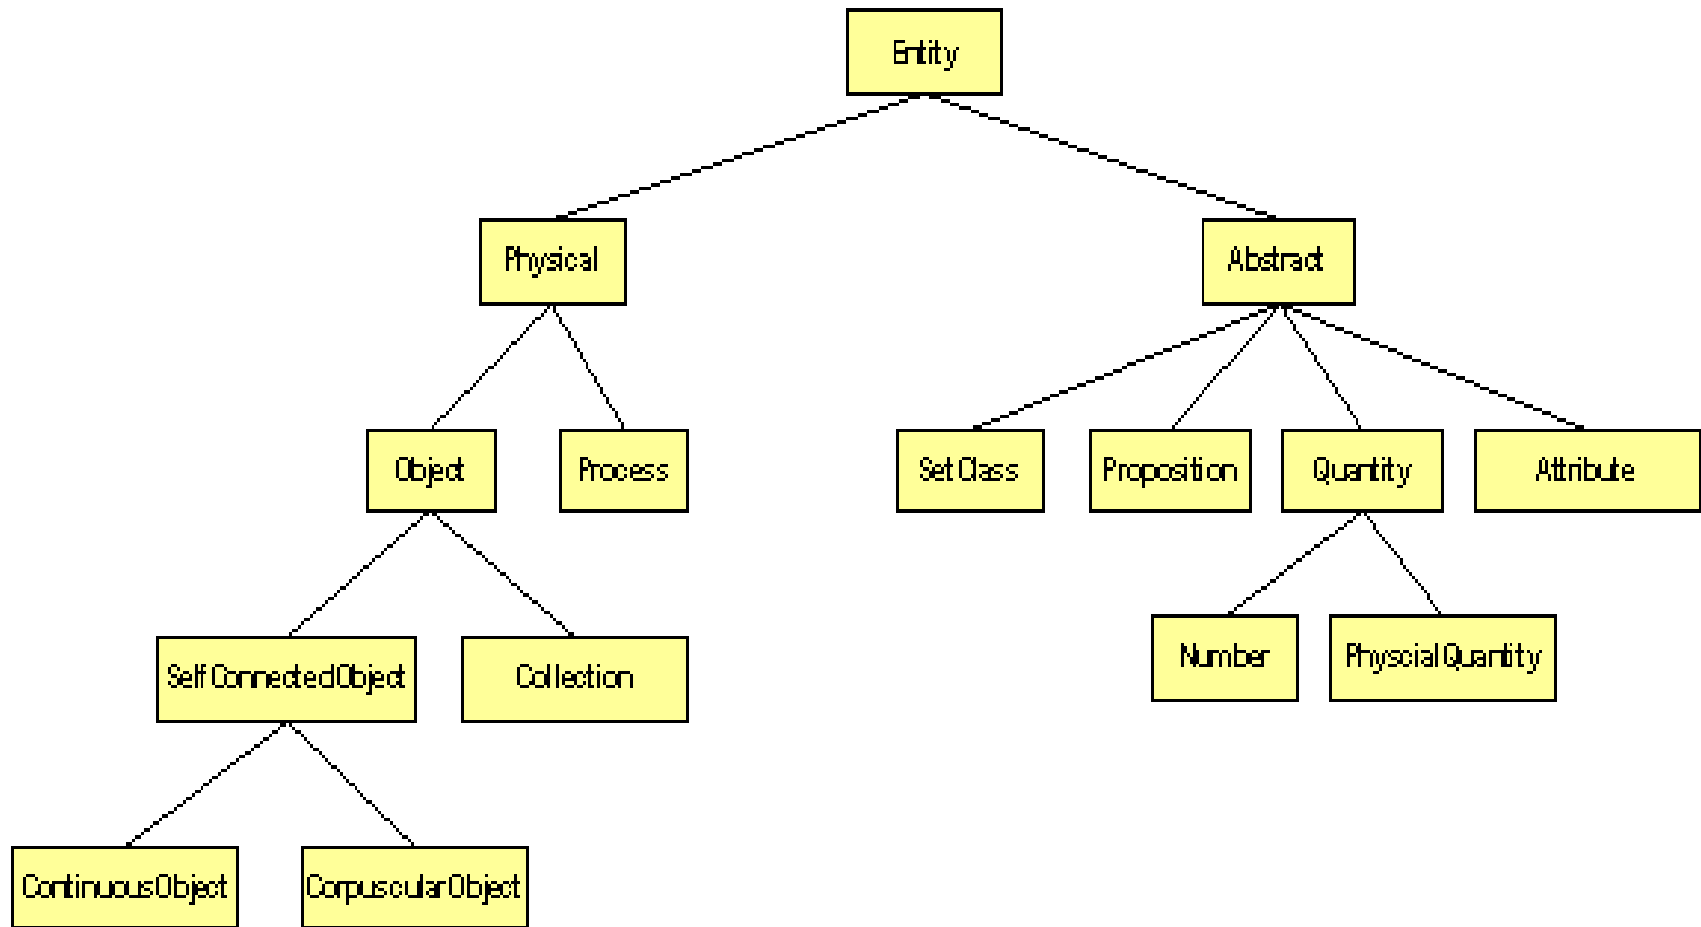 Entity
Physical
Abstract
Object
Process
SetClass
Proposition
Quantity
Attribute
SelfConnectedObject
Collection
Number
PhyscialQuantity
ContinuousObject
CorpuscularObject